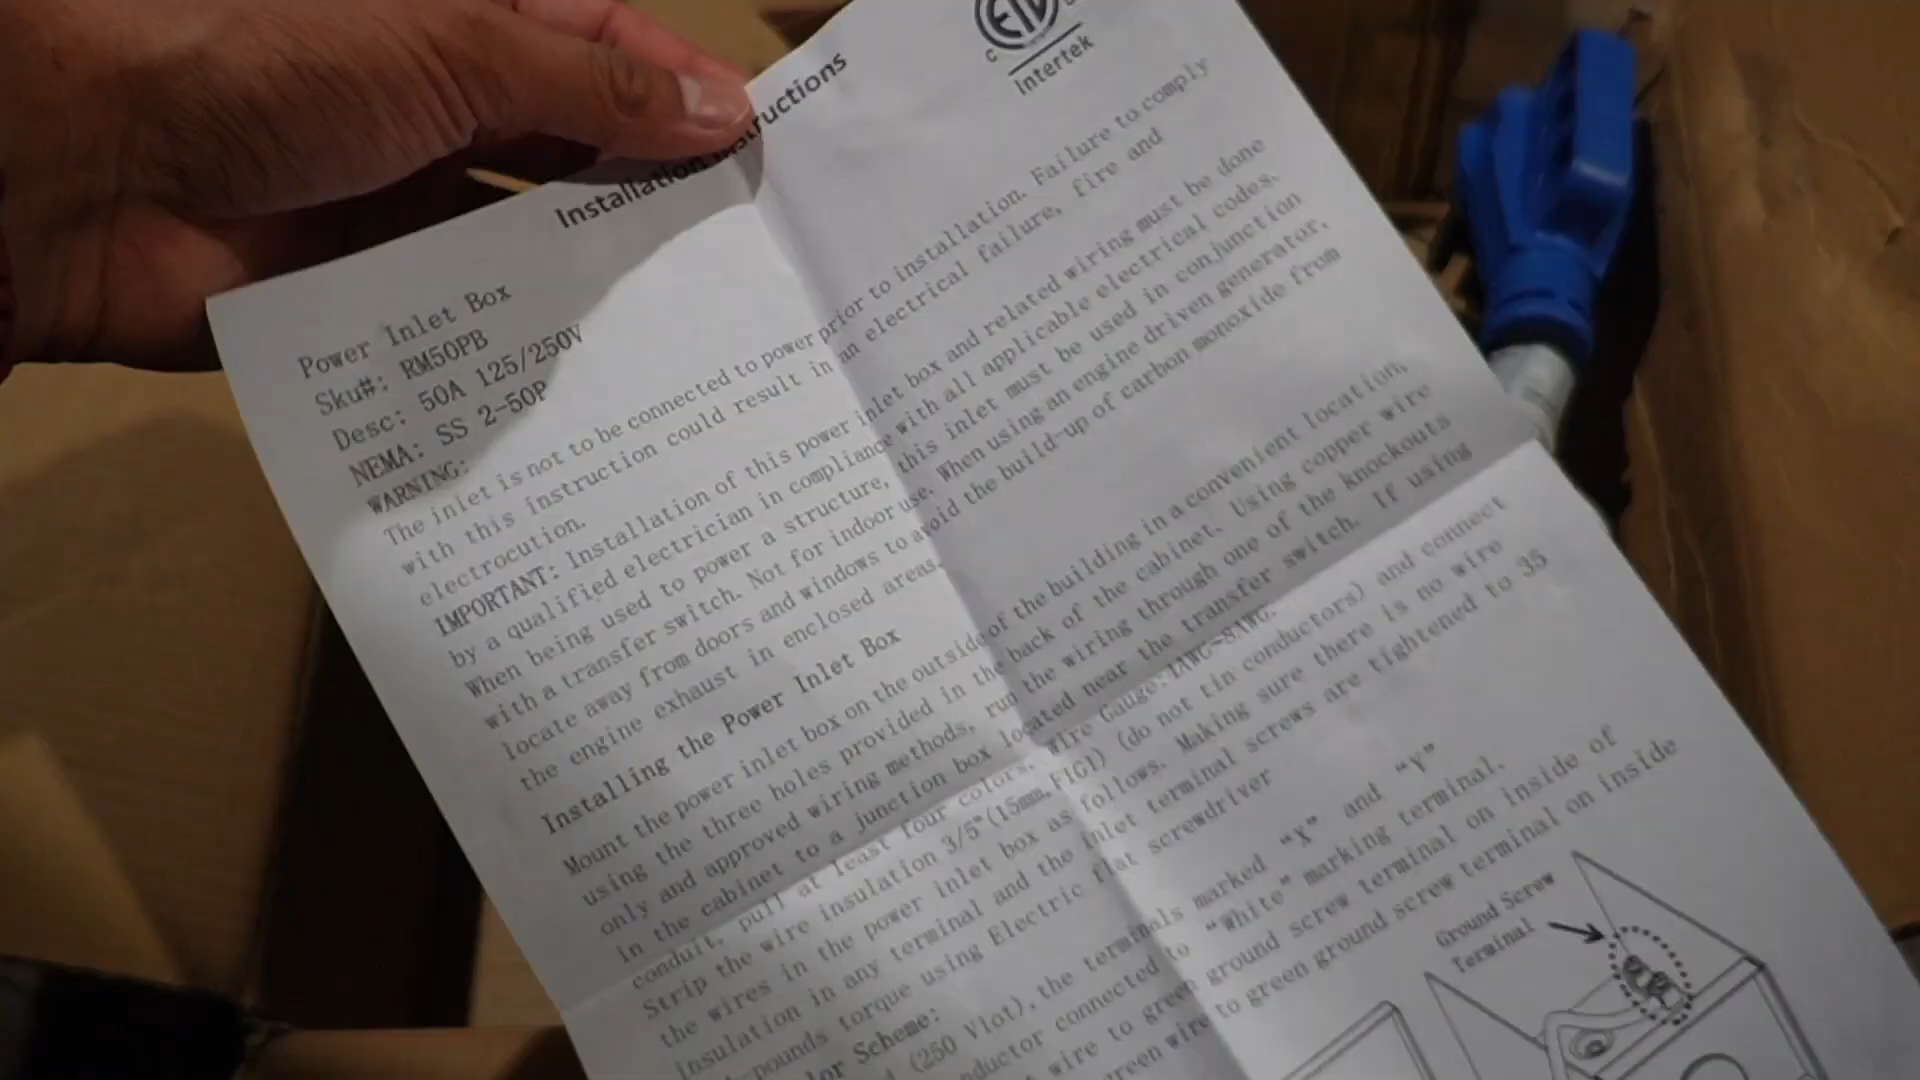 Installation Instructions
C
Intertek
Power Inlet Box
Sku#: RM50PB
Desc: 50A 125/250V
NEMA: SS 2-50P
WARNING:
The inlet is not to be connected to power prior to installation. Failure to comply
with this instruction could result in an electrical failure, fire and
electrocution.
IMPORTANT: Installation of this power inlet box and related wiring must be done
by a qualified electrician in compliance with all applicable electrical codes.
When being used to power a structure, this inlet must be used in conjunction
with a transfer switch. Not for indoor use. When using an engine driven generator,
locate away from doors and windows to avoid the build-up of carbon monoxide from
the engine exhaust in enclosed areas.
Installing the Power Inlet Box
Mount the power inlet box on the outside of the building in a convenient location,
using the three holes provided in the back of the cabinet. Using copper wire
only and approved wiring methods, run the wiring through one of the knockouts
in the cabinet to a junction box located near the transfer switch. If using
conduit, pull at least four colors. Wire Gauge: 4AWG-8AWG.
Strip the wire insulation 3/5"(15mm, FIG1) (do not tin conductors) and connect
the wires in the power inlet box as follows. Making sure there is no wire
insulation in any terminal and the inlet terminal screws are tightened to 35
-pounds torque using Electric flat screwdriver
lor Scheme:
(250 Vlot), the terminals marked "X" and "Y"
nductor connected to "White" marking terminal.
wire to green ground screw terminal on inside of
green wire to green ground screw terminal on inside
Ground Screw
Terminal